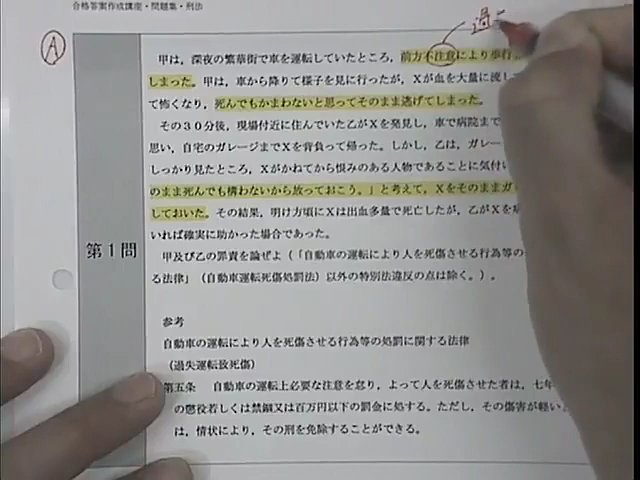 合格答案作成講座・問題集・刑法
A
過
甲は，深夜の繁華街で車を運転していたところ，前方不注意により歩行
しまった。甲は，車から降りて様子を見に行ったが，Xが血を大量に流し
て怖くなり，死んでもかまわないと思ってそのまま逃げてしまった。
その３０分後，現場付近に住んでいた乙がXを発見し，車で病院まで
思い，自宅のガレージまでXを背負って帰った。しかし，乙は，ガレー
しっかり見たところ，Xがかねてから恨みのある人物であることに気付い
のまま死んでも構わないから放っておこう。」と考えて，Xをそのままガ
しておいた。その結果，明け方頃にXは出血多量で死亡したが，乙がXを
いれば確実に助かった場合であった。
第１問
甲及び乙の罪責を論ぜよ（「自動車の運転により人を死傷させる行為等の
る法律」（自動車運転死傷処罰法）以外の特別法違反の点は除く。）。
参考
自動車の運転により人を死傷させる行為等の処罰に関する法律
（過失運転致死傷）
第五条　自動車の運転上必要な注意を怠り，よって人を死傷させた者は，七年
の懲役若しくは禁錮又は百万円以下の罰金に処する。ただし，その傷害が軽い
は，情状により，その刑を免除することができる。